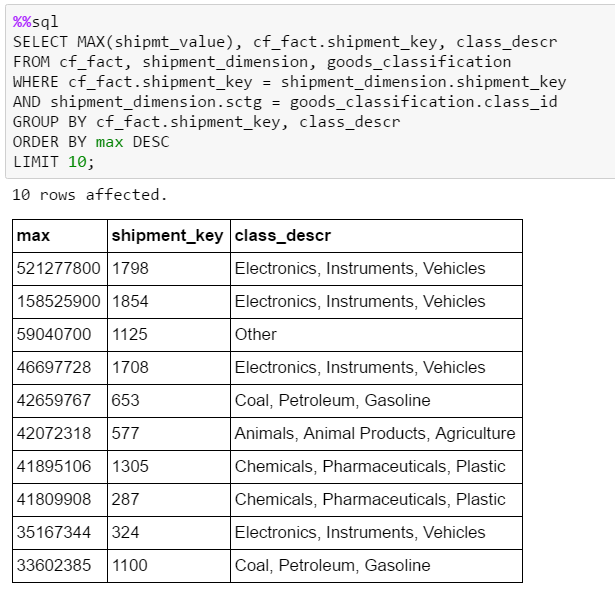 %%sql
SELECT MAX(shipmt_value), cf_fact.shipment_key, class_descr
FROM cf_fact, shipment_dimension, goods_classification
WHERE cf_fact.shipment_key = shipment_dimension.shipment_key
AND shipment_dimension.sctg = goods_classification.class_id
GROUP BY cf_fact.shipment_key, class_descr
ORDER BY max DESC
LIMIT 10;
10 rows affected.
max shipment_key class_descr
521277800 1798 Electronics, Instruments, Vehicles
158525900 1854 Electronics, Instruments, Vehicles
59040700 1125 Other
46697728 1708 Electronics, Instruments, Vehicles
42659767 653 Coal, Petroleum, Gasoline
42072318 577 Animals, Animal Products, Agriculture
41895106 1305 Chemicals, Pharmaceuticals, Plastic
41809908 287 Chemicals, Pharmaceuticals, Plastic
35167344 324 Electronics, Instruments, Vehicles
33602385 1100 Coal, Petroleum, Gasoline